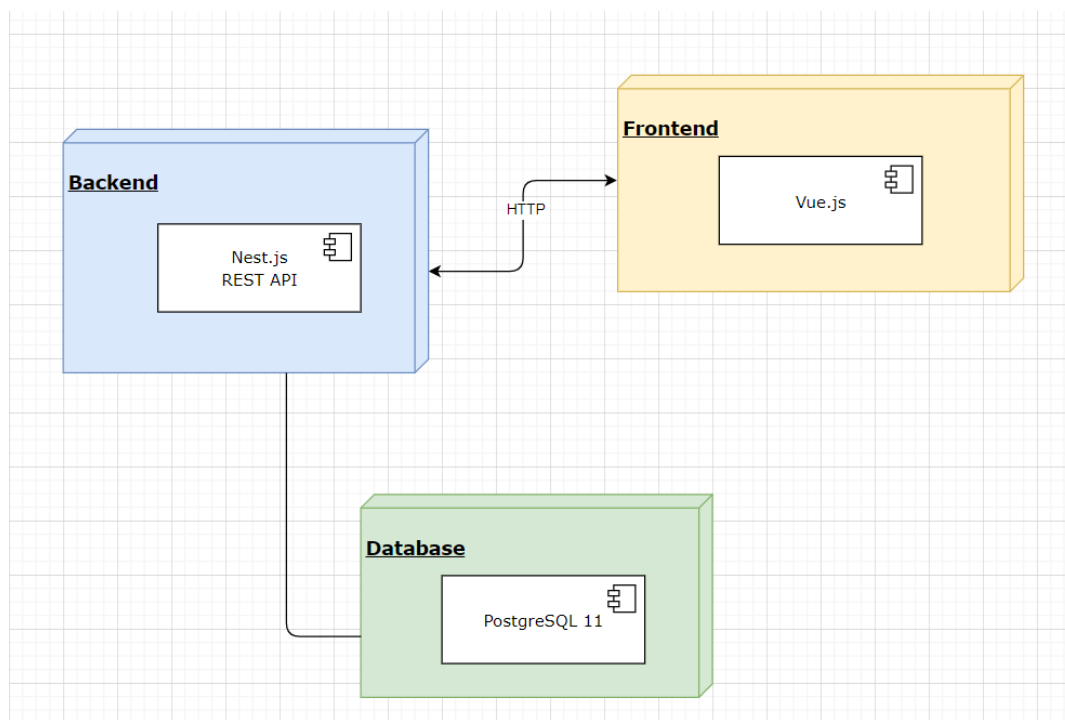 Frontend
Vue.js
Backend
HTTP
Nest.js
REST API
Database
PostgreSQL 11